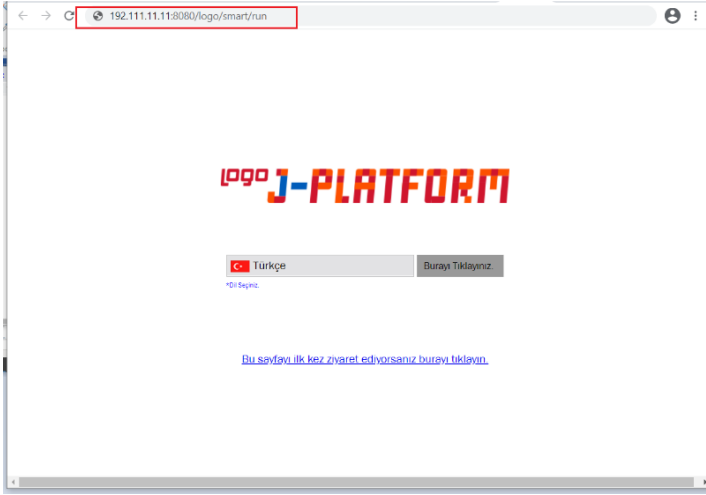 192.111.11.11:8080/logo/smart/run
LOGO J-PLATFORM
Türkçe
Burayı Tıklayınız.
*Dil Seçiniz.
Bu sayfayı ilk kez ziyaret ediyorsanız burayı tıklayın.